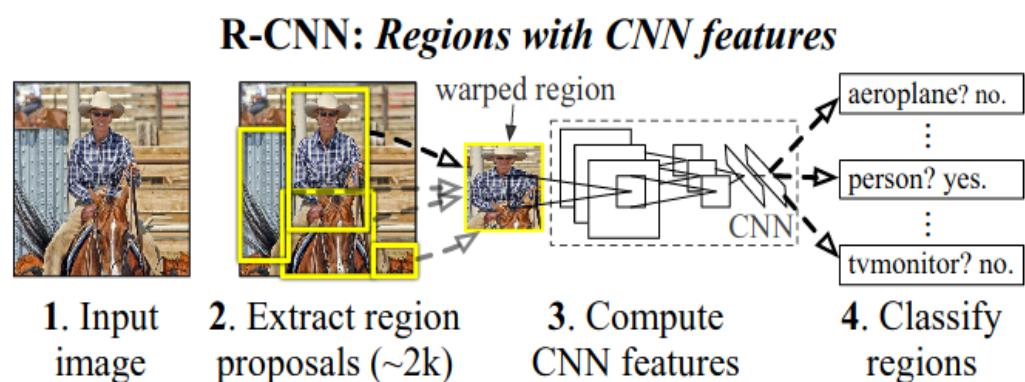 R-CNN: Regions with CNN features
warped region
aeroplane? no.
⋮
person? yes.
⋮
tvmonitor? no.
CNN
1. Input
image
2. Extract region
proposals (~2k)
3. Compute
CNN features
4. Classify
regions